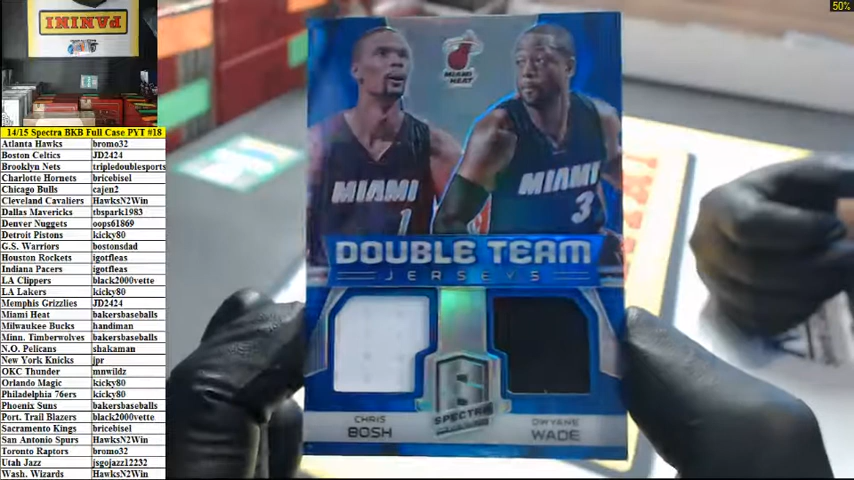 50%
PANINI
14/15 Spectra BKB Full Case PYT #18
Atlanta Hawks bromo32
Boston Celtics JD2424
Brooklyn Nets tripledoublesports
Charlotte Hornets bricebisel
Chicago Bulls cajen2
Cleveland Cavaliers HawksN2Win
Dallas Mavericks tbspark1983
Denver Nuggets oops61869
Detroit Pistons kicky80
G.S. Warriors bostonsdad
Houston Rockets igotfleas
Indiana Pacers igotfleas
LA Clippers black2000vette
LA Lakers kicky80
Memphis Grizzlies JD2424
Miami Heat bakersbaseballs
Milwaukee Bucks handiman
Minn. Timberwolves bakersbaseballs
N.O. Pelicans shakaman
New York Knicks jpr
OKC Thunder mnwildz
Orlando Magic kicky80
Philadelphia 76ers kicky80
Phoenix Suns bakersbaseballs
Port. Trail Blazers black2000vette
Sacramento Kings bricebisel
San Antonio Spurs HawksN2Win
Toronto Raptors bromo32
Utah Jazz jsgojazz12232
Wash. Wizards HawksN2Win
MIAMI
HEAT
MIAMI
1
MIAMI
3
DOUBLE TEAM
JERSEYS
SPECTRA
CHRIS
BOSH
DWYANE
WADE